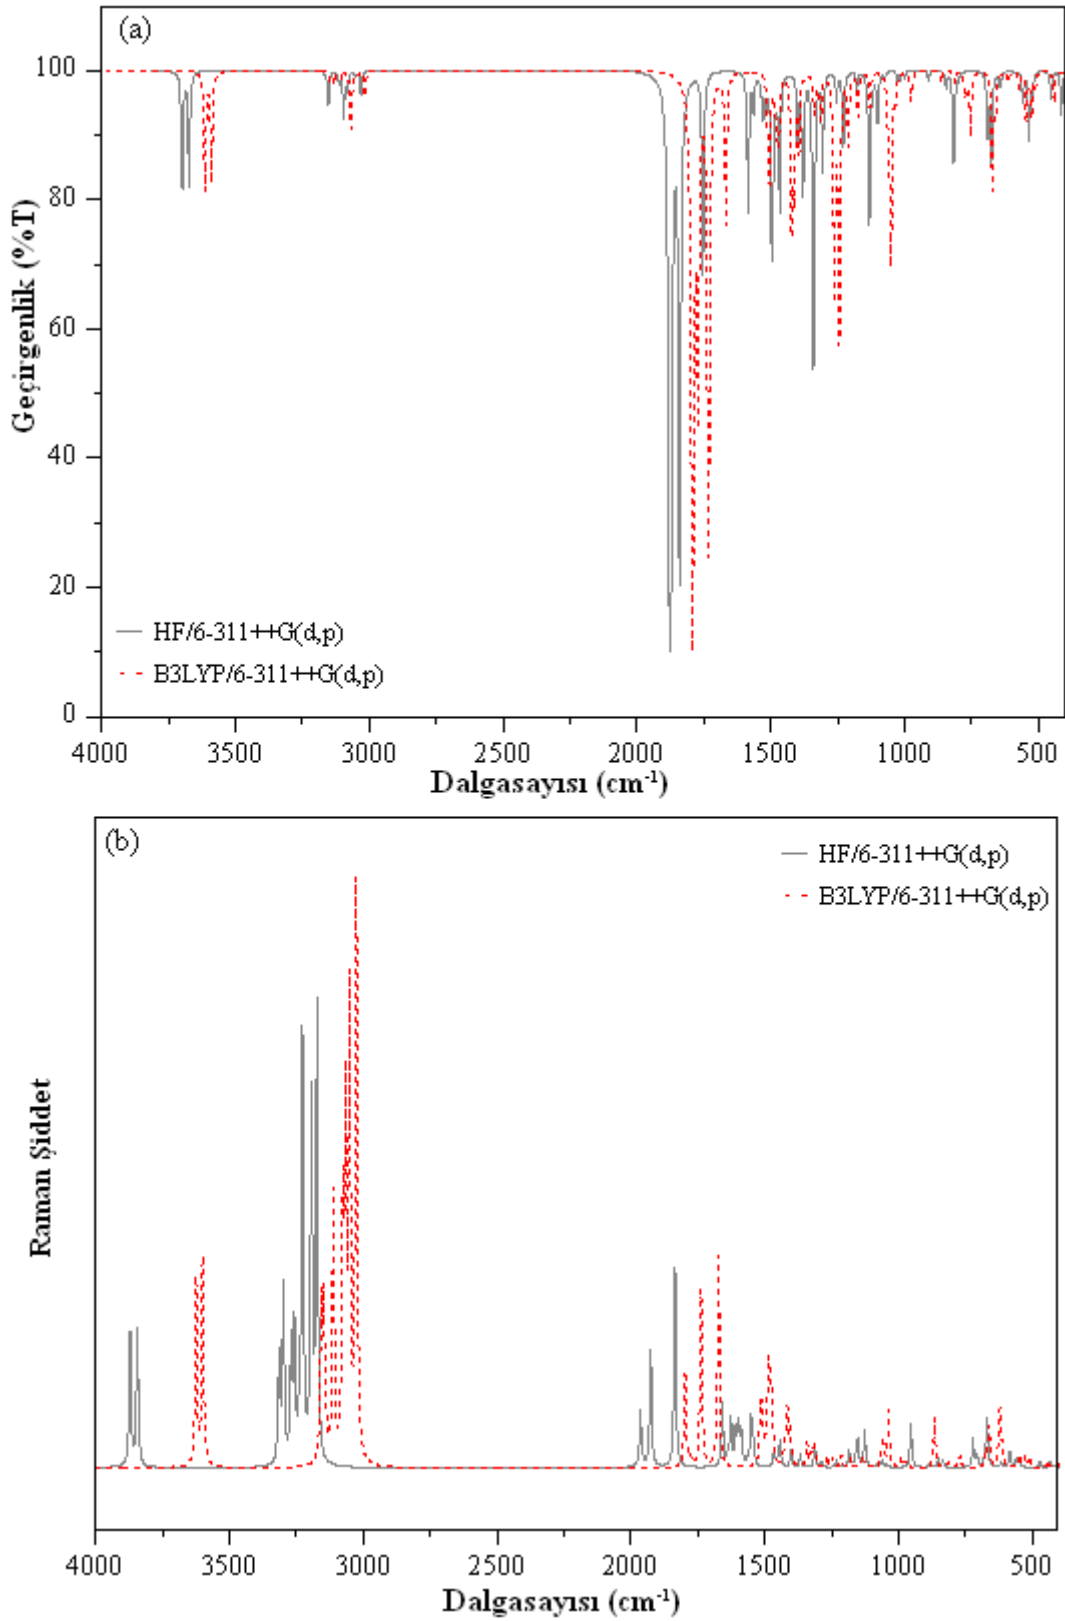 (a)
100
80
60
40
20
0
Geçirgenlik (%T)
HF/6-311++G(d,p)
B3LYP/6-311++G(d,p)
4000 3500 3000 2500 2000 1500 1000 500
Dalgasayısı (cm-1)
(b)
HF/6-311++G(d,p)
B3LYP/6-311++G(d,p)
Raman Şiddet
4000 3500 3000 2500 2000 1500 1000 500
Dalgasayısı (cm-1)